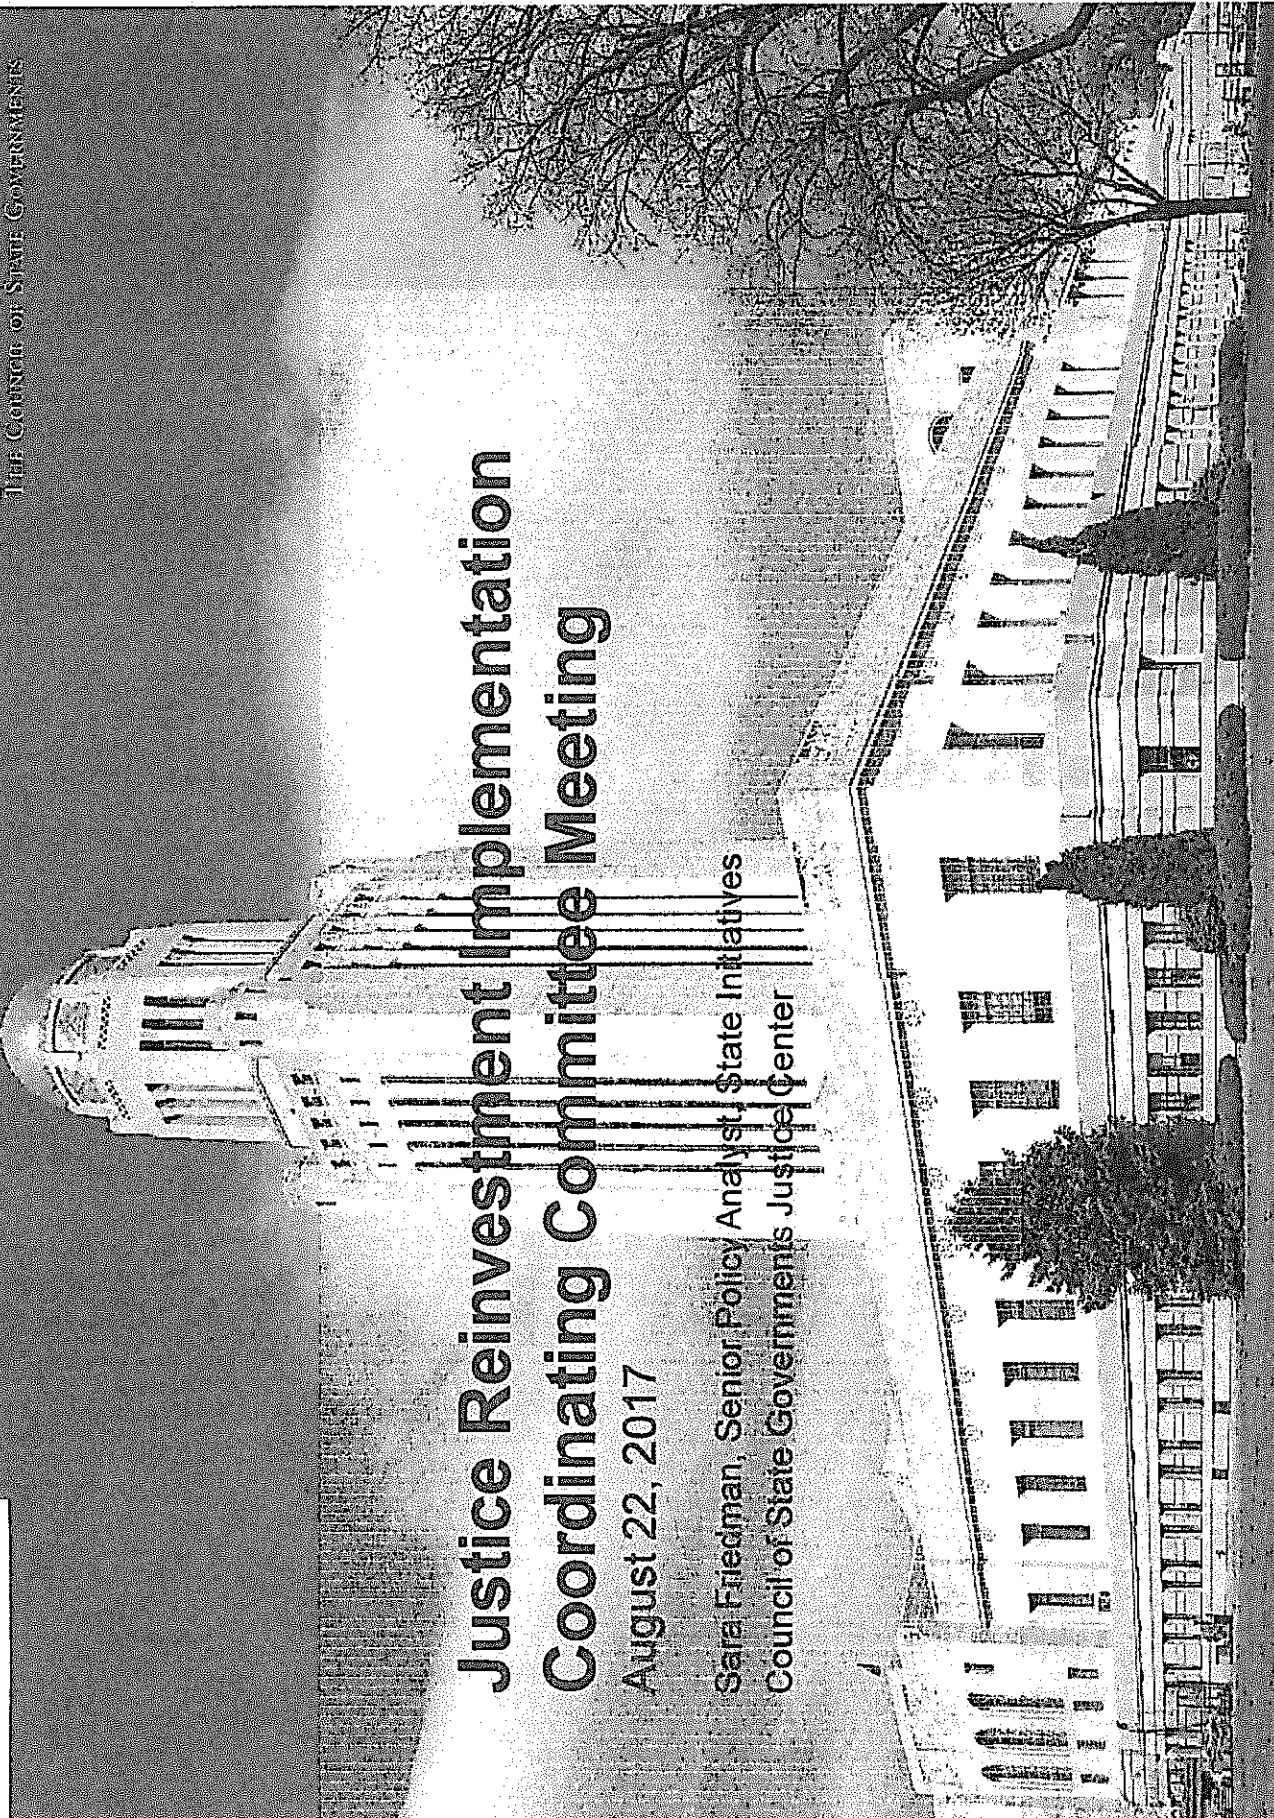 THE COUNCIL OF STATE GOVERNMENTS
Justice Reinvestment Implementation
Coordinating Committee Meeting
August 22, 2017
Sara Friedman, Senior Policy Analyst, State Initiatives
Council of State Governments Justice Center